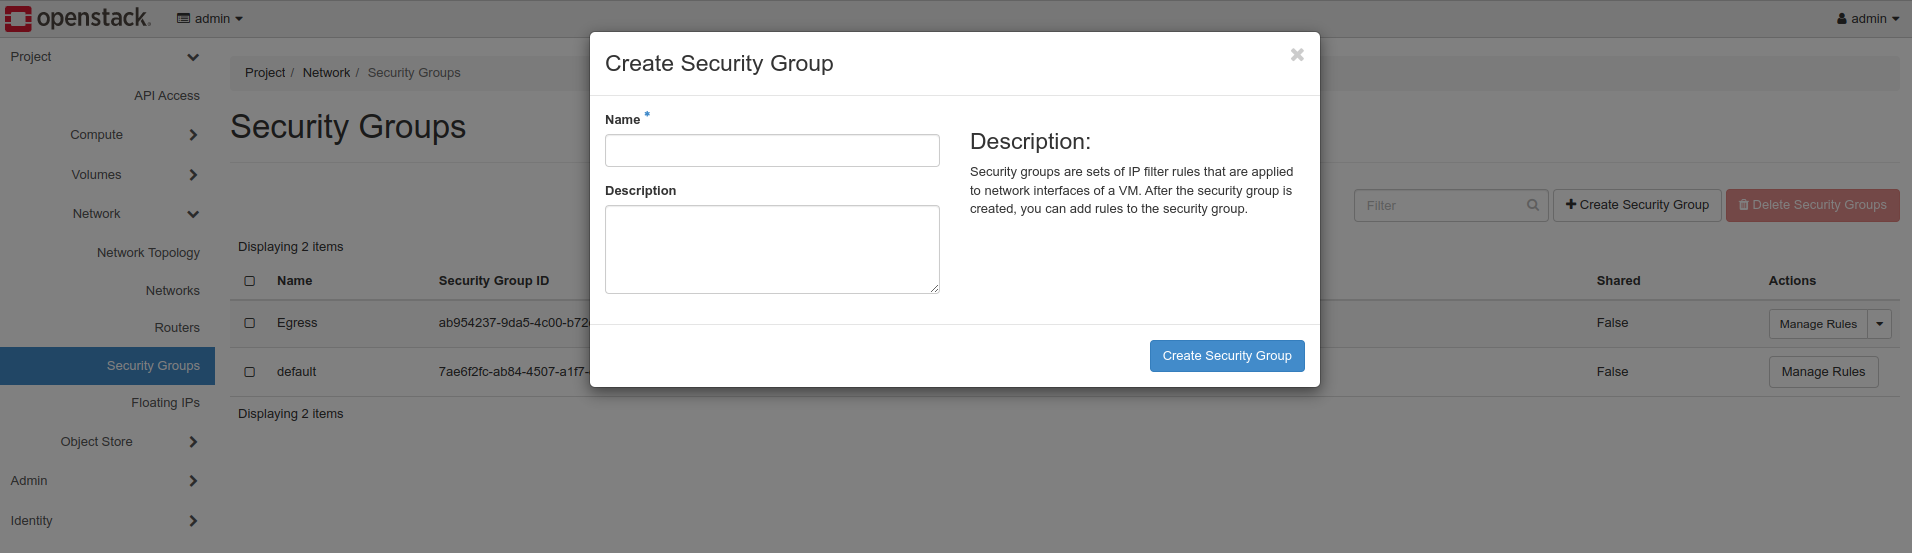 openstack. admin admin
Project
API Access
Compute
Volumes
Network
Network Topology
Networks
Routers
Security Groups
Floating IPs
Object Store
Admin
Identity
Project / Network / Security Groups
Security Groups
Filter Create Security Group Delete Security Groups
Displaying 2 items
Name Security Group ID Shared Actions
Egress ab954237-9da5-4c00-b72 False Manage Rules
default 7ae6f2fc-ab84-4507-a1f7- False Manage Rules
Displaying 2 items
Create Security Group
Name *
Description
Description:
Security groups are sets of IP filter rules that are applied
to network interfaces of a VM. After the security group is
created, you can add rules to the security group.
Create Security Group